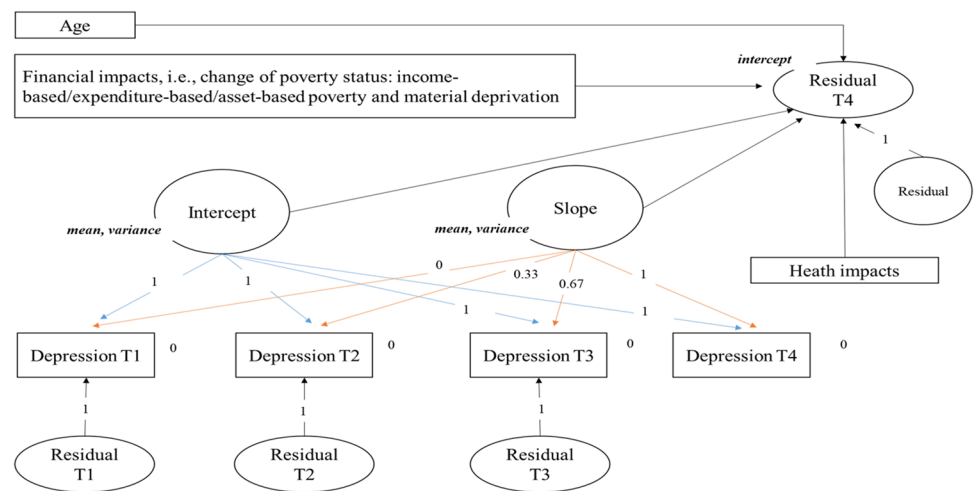 Age
Financial impacts, i.e., change of poverty status: income-
based/expenditure-based/asset-based poverty and material deprivation
intercept
Residual
T4
1
Residual
Intercept
mean, variance
Slope
mean, variance
Heath impacts
1
1
0
0.33
0.67
1
1
1
Depression T1
0
Depression T2
0
Depression T3
0
Depression T4
0
1
1
1
Residual
T1
Residual
T2
Residual
T3